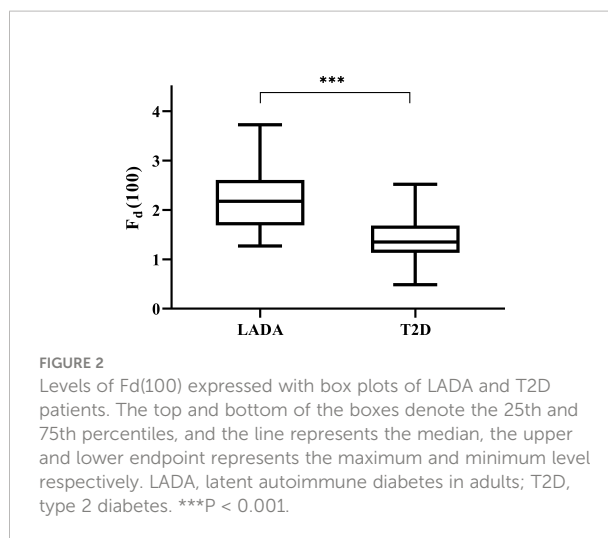 ***
4
3
2
1
0
Fd(100)
LADA T2D
FIGURE 2
Levels of Fd(100) expressed with box plots of LADA and T2D
patients. The top and bottom of the boxes denote the 25th and
75th percentiles, and the line represents the median, the upper
and lower endpoint represents the maximum and minimum level
respectively. LADA, latent autoimmune diabetes in adults; T2D,
type 2 diabetes. ***P < 0.001.